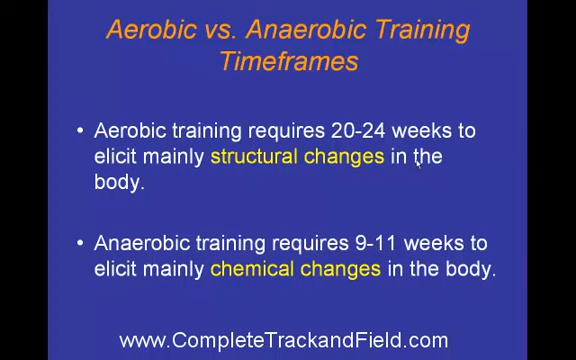 Aerobic vs. Anaerobic Training
Timeframes
• Aerobic training requires 20-24 weeks to
elicit mainly structural changes in the
body.
• Anaerobic training requires 9-11 weeks to
elicit mainly chemical changes in the body.
www.CompleteTrackandField.com